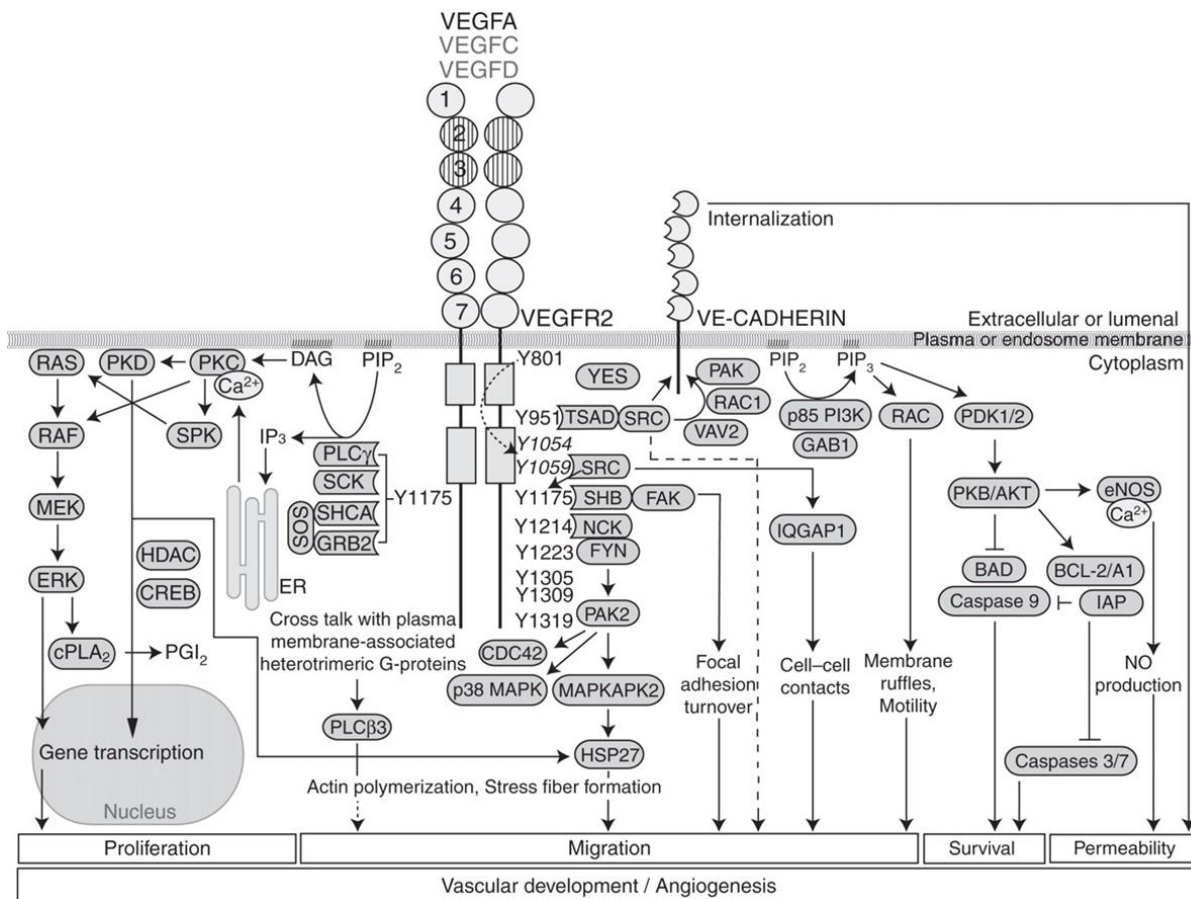 VEGFA
VEGFC
VEGFD
1
2
3
4
5
6
7
VEGFR2
Internalization
VE-CADHERIN
Extracellular or lumenal
Plasma or endosome membrane
Cytoplasm
RAS
PKD
PKC
Ca2+
DAG
PIP2
Y801
YES
PAK
RAC1
VAV2
PIP2
PIP3
p85 PI3K
GAB1
RAC
PDK1/2
RAF
SPK
IP3
PLCγ
SCK
SHCA
GRB2
SOS
Y1175
Y951
TSAD
SRC
Y1054
Y1059
SRC
Y1175
SHB
FAK
Y1214
NCK
Y1223
FYN
Y1305
Y1309
Y1319
PAK2
IQGAP1
PKB/AKT
eNOS
Ca2+
MEK
HDAC
CREB
ER
ERK
BAD
Caspase 9
BCL-2/A1
IAP
cPLA2
PGI2
Cross talk with plasma
membrane-associated
heterotrimeric G-proteins
CDC42
p38 MAPK
MAPKAPK2
Focal
adhesion
turnover
Cell–cell
contacts
Membrane
ruffles,
Motility
NO
production
PLCβ3
HSP27
Caspases 3/7
Gene transcription
Nucleus
Actin polymerization, Stress fiber formation
Proliferation
Migration
Survival
Permeability
Vascular development / Angiogenesis